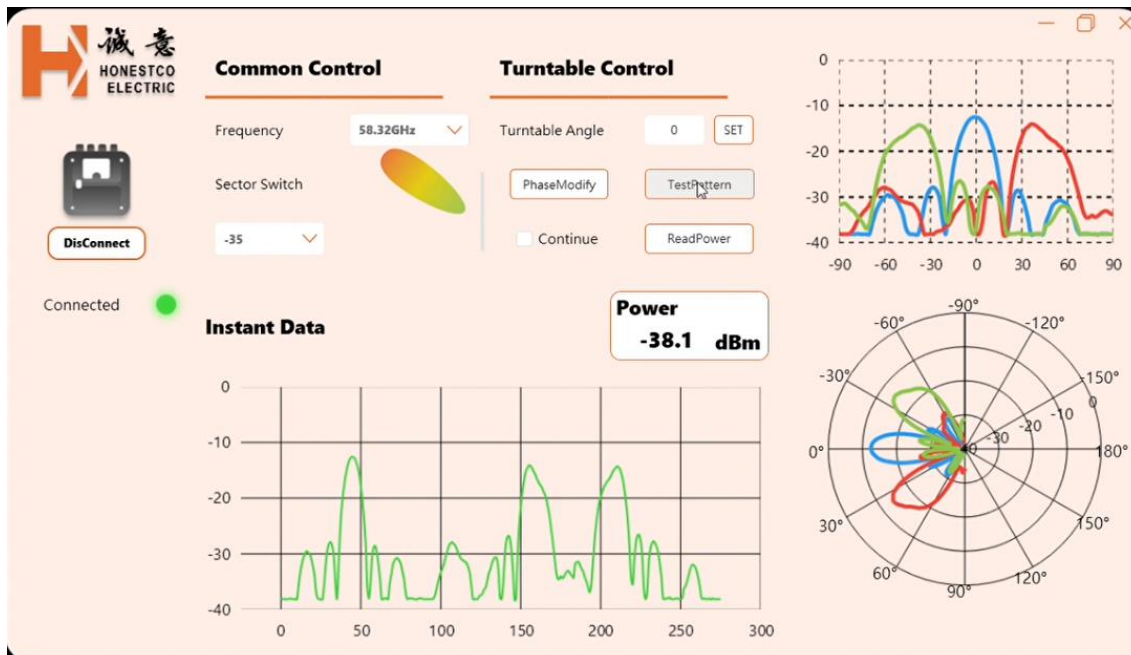 诚意
HONESTCO
ELECTRIC
DisConnect
Connected
Common Control
Frequency
58.32GHz
Sector Switch
-35
Turntable Control
Turntable Angle
0
SET
PhaseModify
TestPattern
Continue
ReadPower
Instant Data
Power
-38.1 dBm
0
-10
-20
-30
-40
0 50 100 150 200 250 300
0
-10
-20
-30
-40
-90 -60 -30 0 30 60 90
-90°
-60° -120°
-30° -150°
0
-10
-20
-30
0° 180°
30° 150°
60° 120°
90°